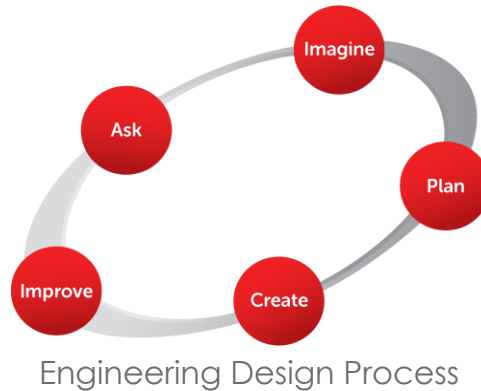 Imagine
Ask
Plan
Improve
Create
Engineering Design Process